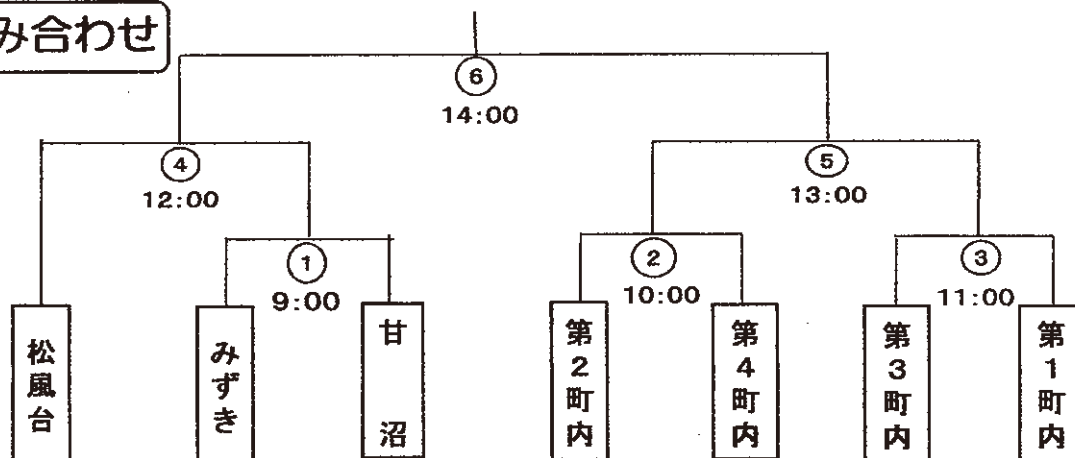 み合わせ
⑥
14:00
④
12:00
⑤
13:00
①
9:00
②
10:00
③
11:00
松風台
みずき
甘沼
第2町内
第4町内
第3町内
第1町内